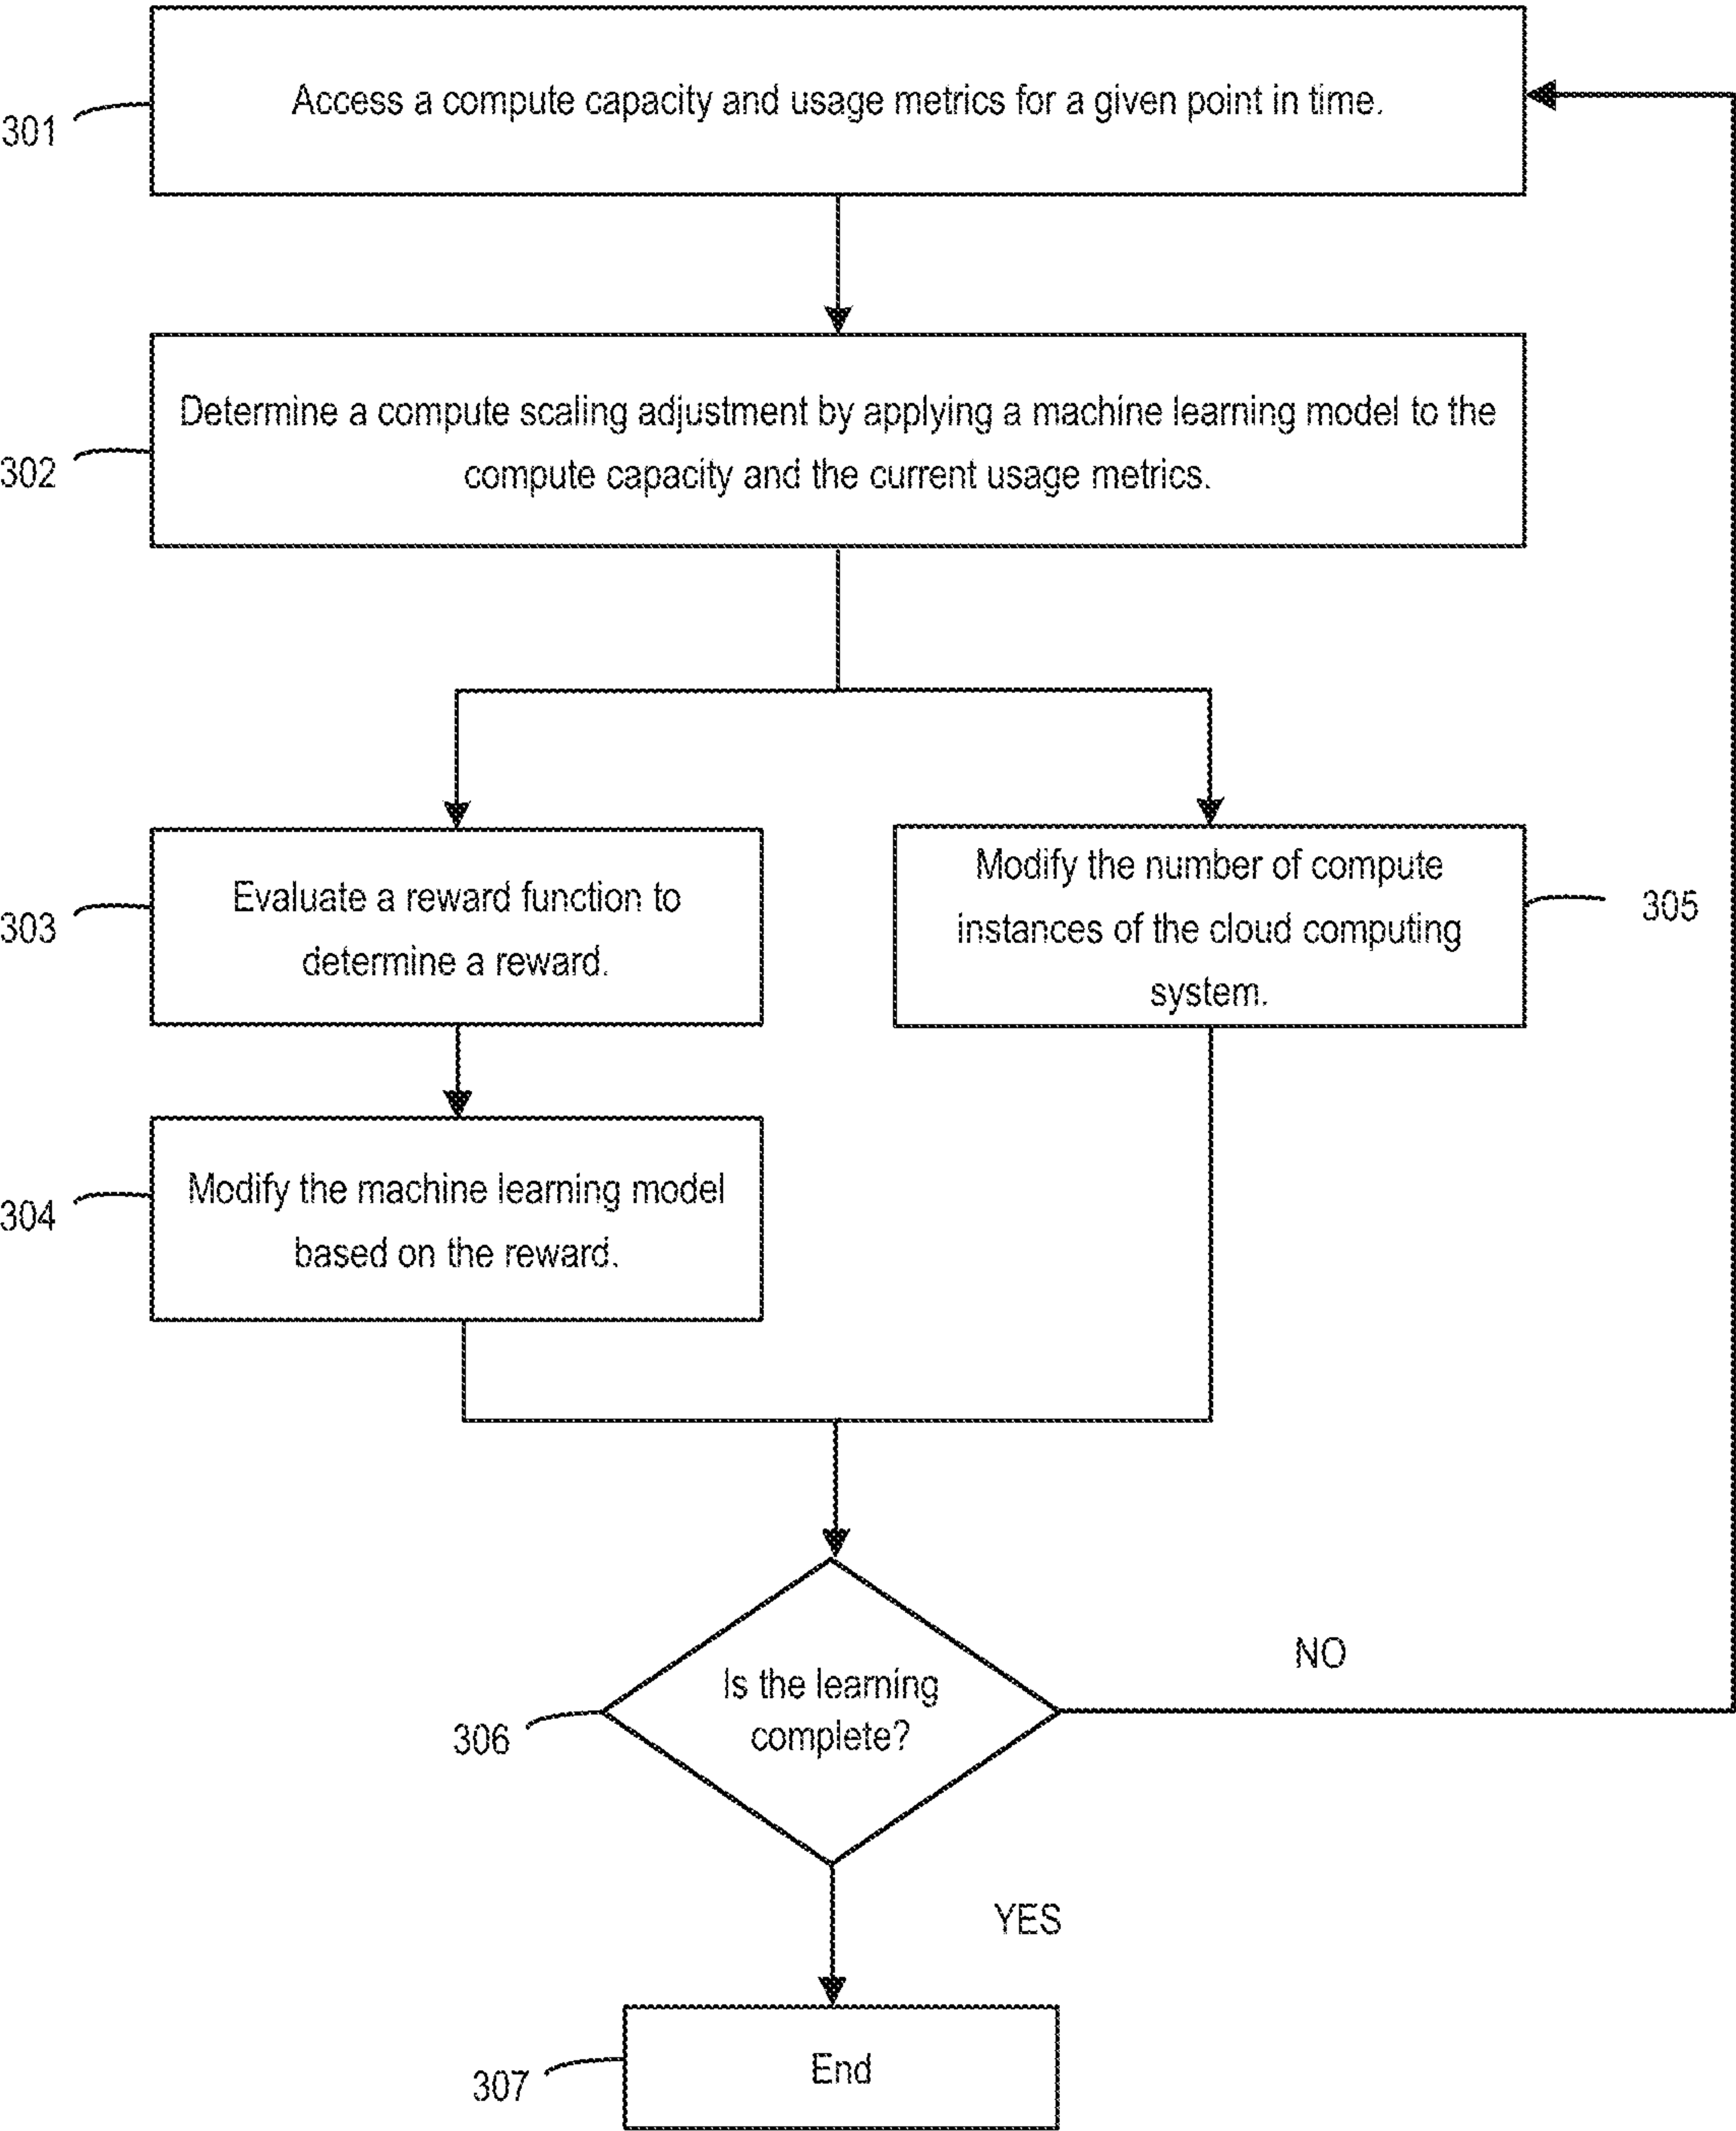 Access a compute capacity and usage metrics for a given point in time.
301
Determine a compute scaling adjustment by applying a machine learning model to the
compute capacity and the current usage metrics.
302
Evaluate a reward function to
determine a reward.
303
Modify the number of compute
instances of the cloud computing
system.
305
Modify the machine learning model
based on the reward.
304
Is the learning
complete?
306
NO
YES
End
307